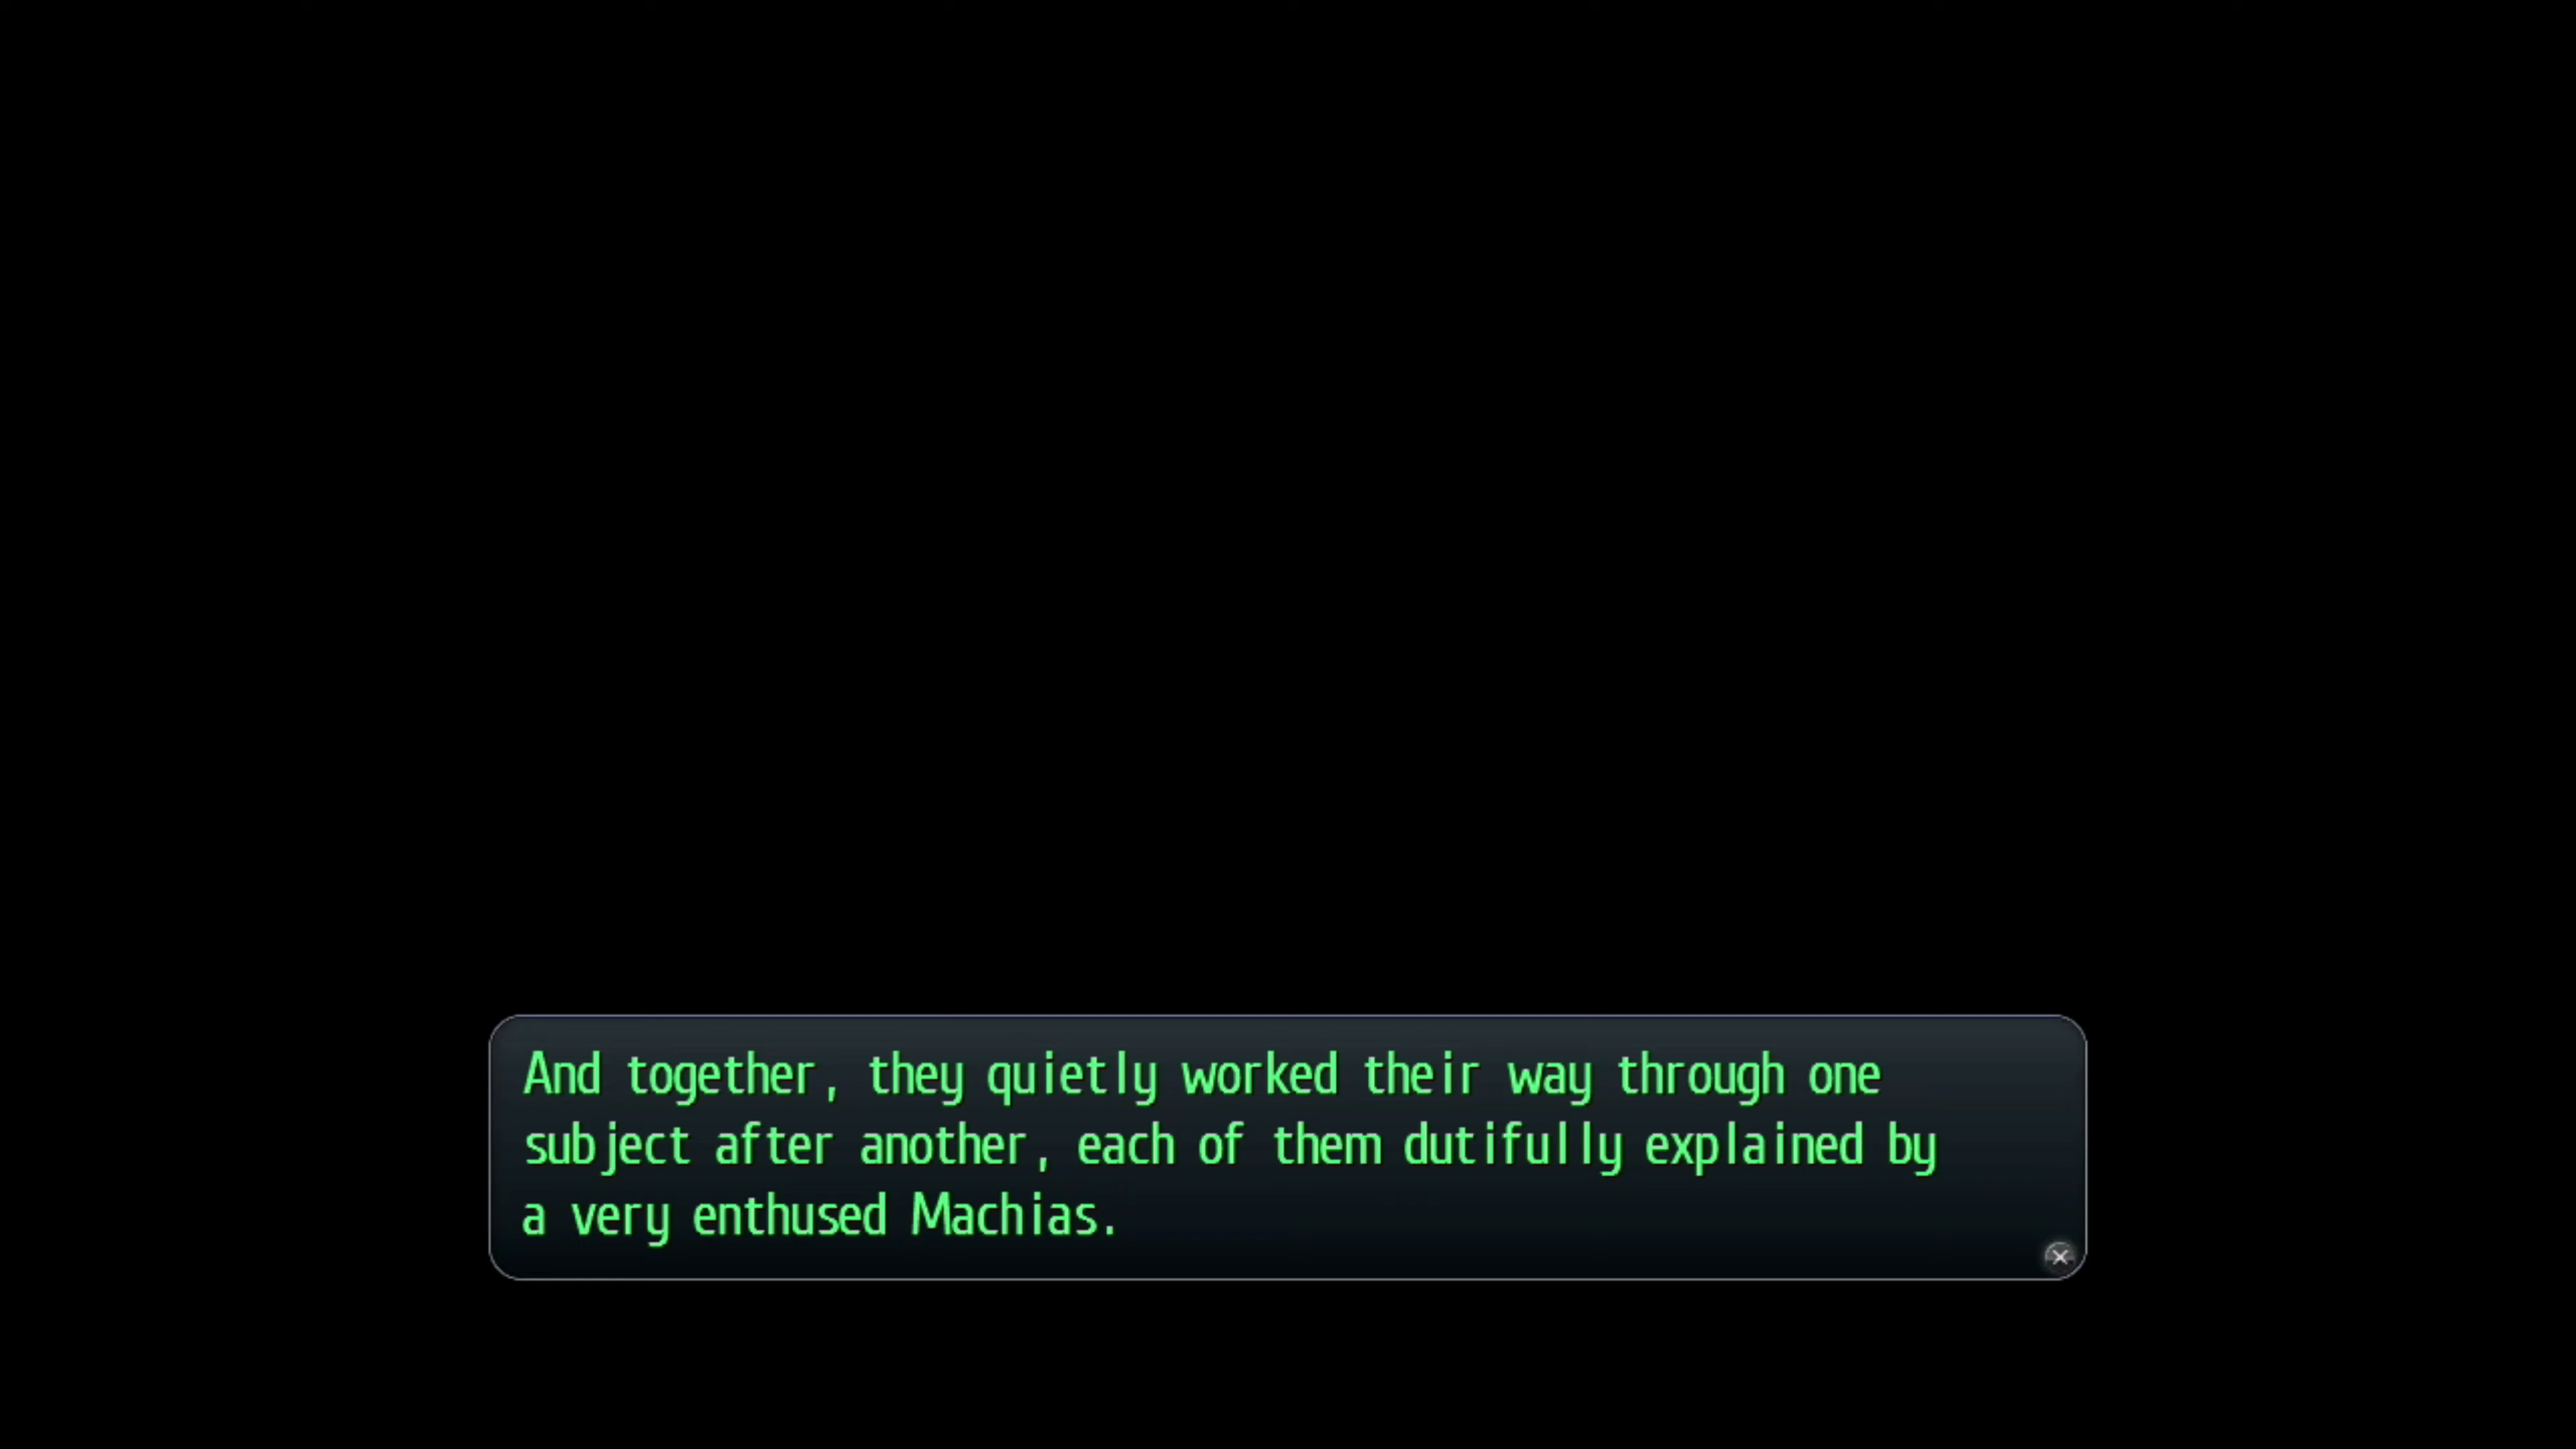 And together, they quietly worked their way through one
subject after another, each of them dutifully explained by
a very enthused Machias.